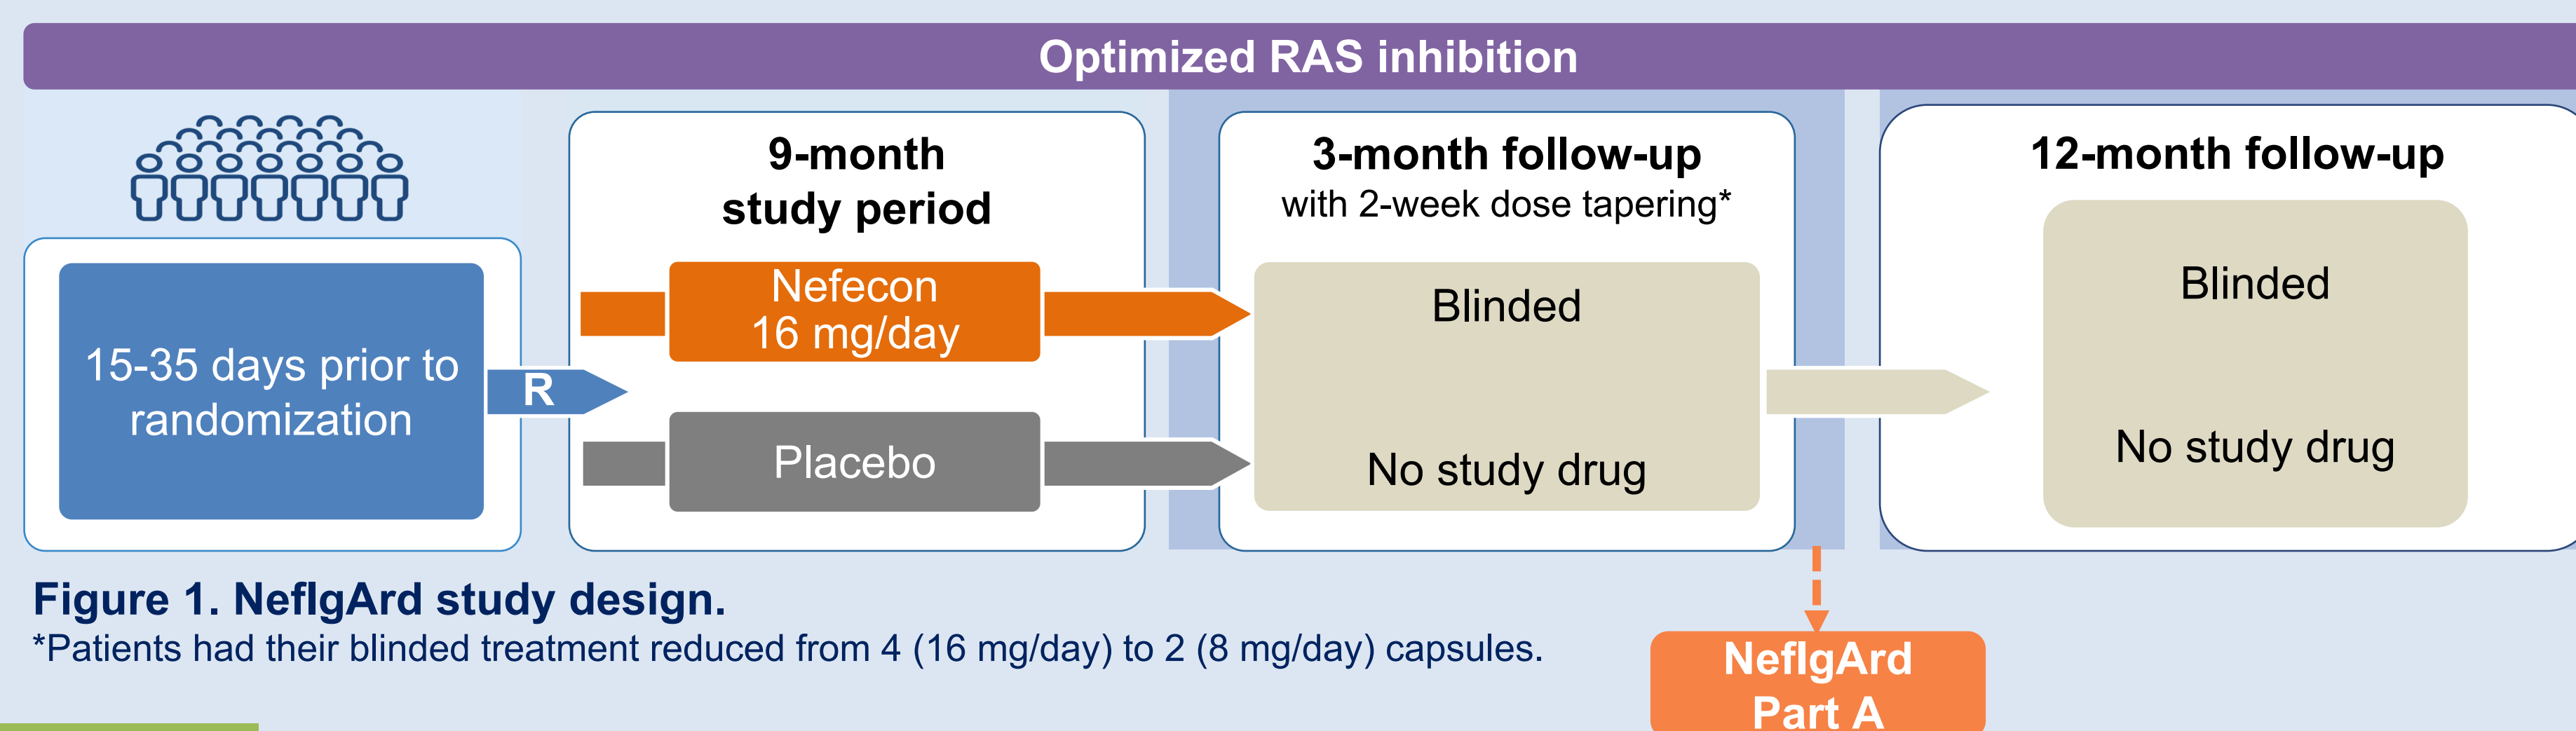 Optimized RAS inhibition
15-35 days prior to
randomization
R
9-month
study period
Nefecon
16 mg/day
Placebo
3-month follow-up
with 2-week dose tapering*
Blinded
No study drug
12-month follow-up
Blinded
No study drug
Figure 1. NefIgArd study design.
*Patients had their blinded treatment reduced from 4 (16 mg/day) to 2 (8 mg/day) capsules.
NefIgArd
Part A